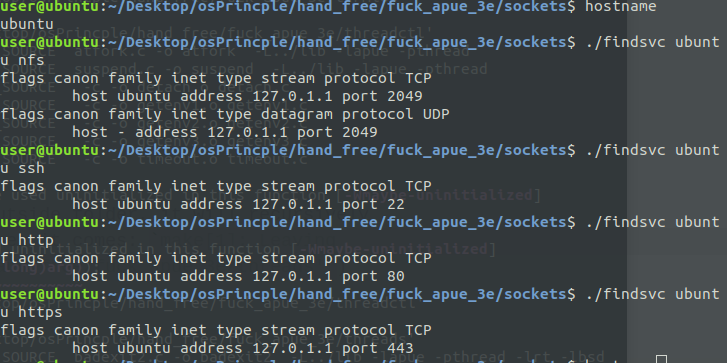 user@ubuntu:~/Desktop/osPrincple/hand_free/fuck_apue_3e/sockets$ hostname
ubuntu
user@ubuntu:~/Desktop/osPrincple/hand_free/fuck_apue_3e/sockets$ ./findsvc ubunt
u nfs
flags canon family inet type stream protocol TCP
host ubuntu address 127.0.1.1 port 2049
flags canon family inet type datagram protocol UDP
host - address 127.0.1.1 port 2049
user@ubuntu:~/Desktop/osPrincple/hand_free/fuck_apue_3e/sockets$ ./findsvc ubunt
u ssh
flags canon family inet type stream protocol TCP
host ubuntu address 127.0.1.1 port 22
user@ubuntu:~/Desktop/osPrincple/hand_free/fuck_apue_3e/sockets$ ./findsvc ubunt
u http
flags canon family inet type stream protocol TCP
host ubuntu address 127.0.1.1 port 80
user@ubuntu:~/Desktop/osPrincple/hand_free/fuck_apue_3e/sockets$ ./findsvc ubunt
u https
flags canon family inet type stream protocol TCP
host ubuntu address 127.0.1.1 port 443